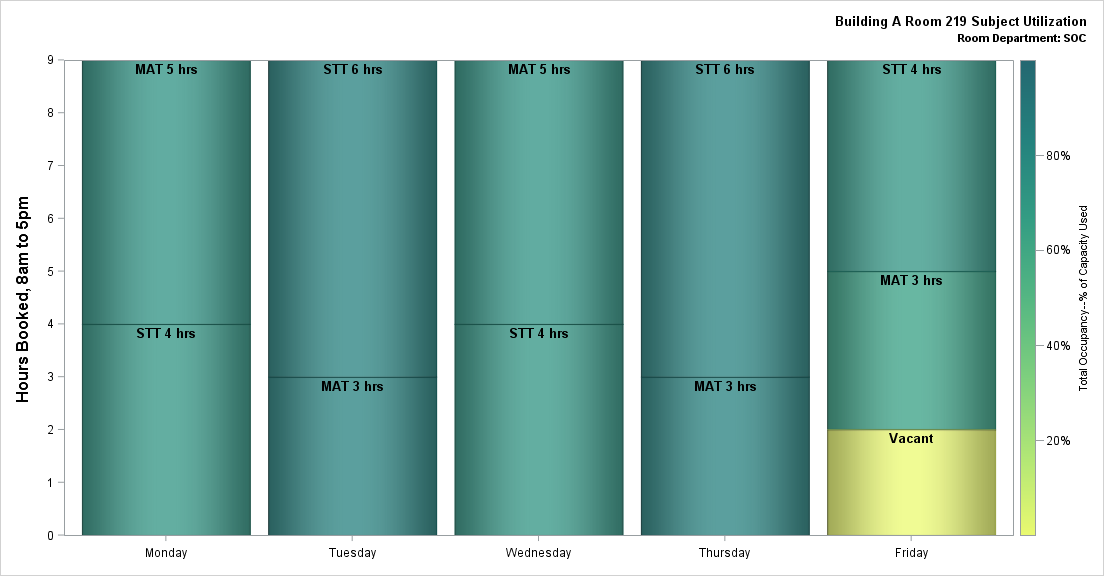 Building A Room 219 Subject Utilization
Room Department: SOC
Hours Booked, 8am to 5pm
9
8
7
6
5
4
3
2
1
0
MAT 5 hrs
STT 4 hrs
STT 6 hrs
MAT 3 hrs
MAT 5 hrs
STT 4 hrs
STT 6 hrs
MAT 3 hrs
STT 4 hrs
MAT 3 hrs
Vacant
Monday
Tuesday
Wednesday
Thursday
Friday
80%
60%
40%
20%
Total Occupancy--% of Capacity Used